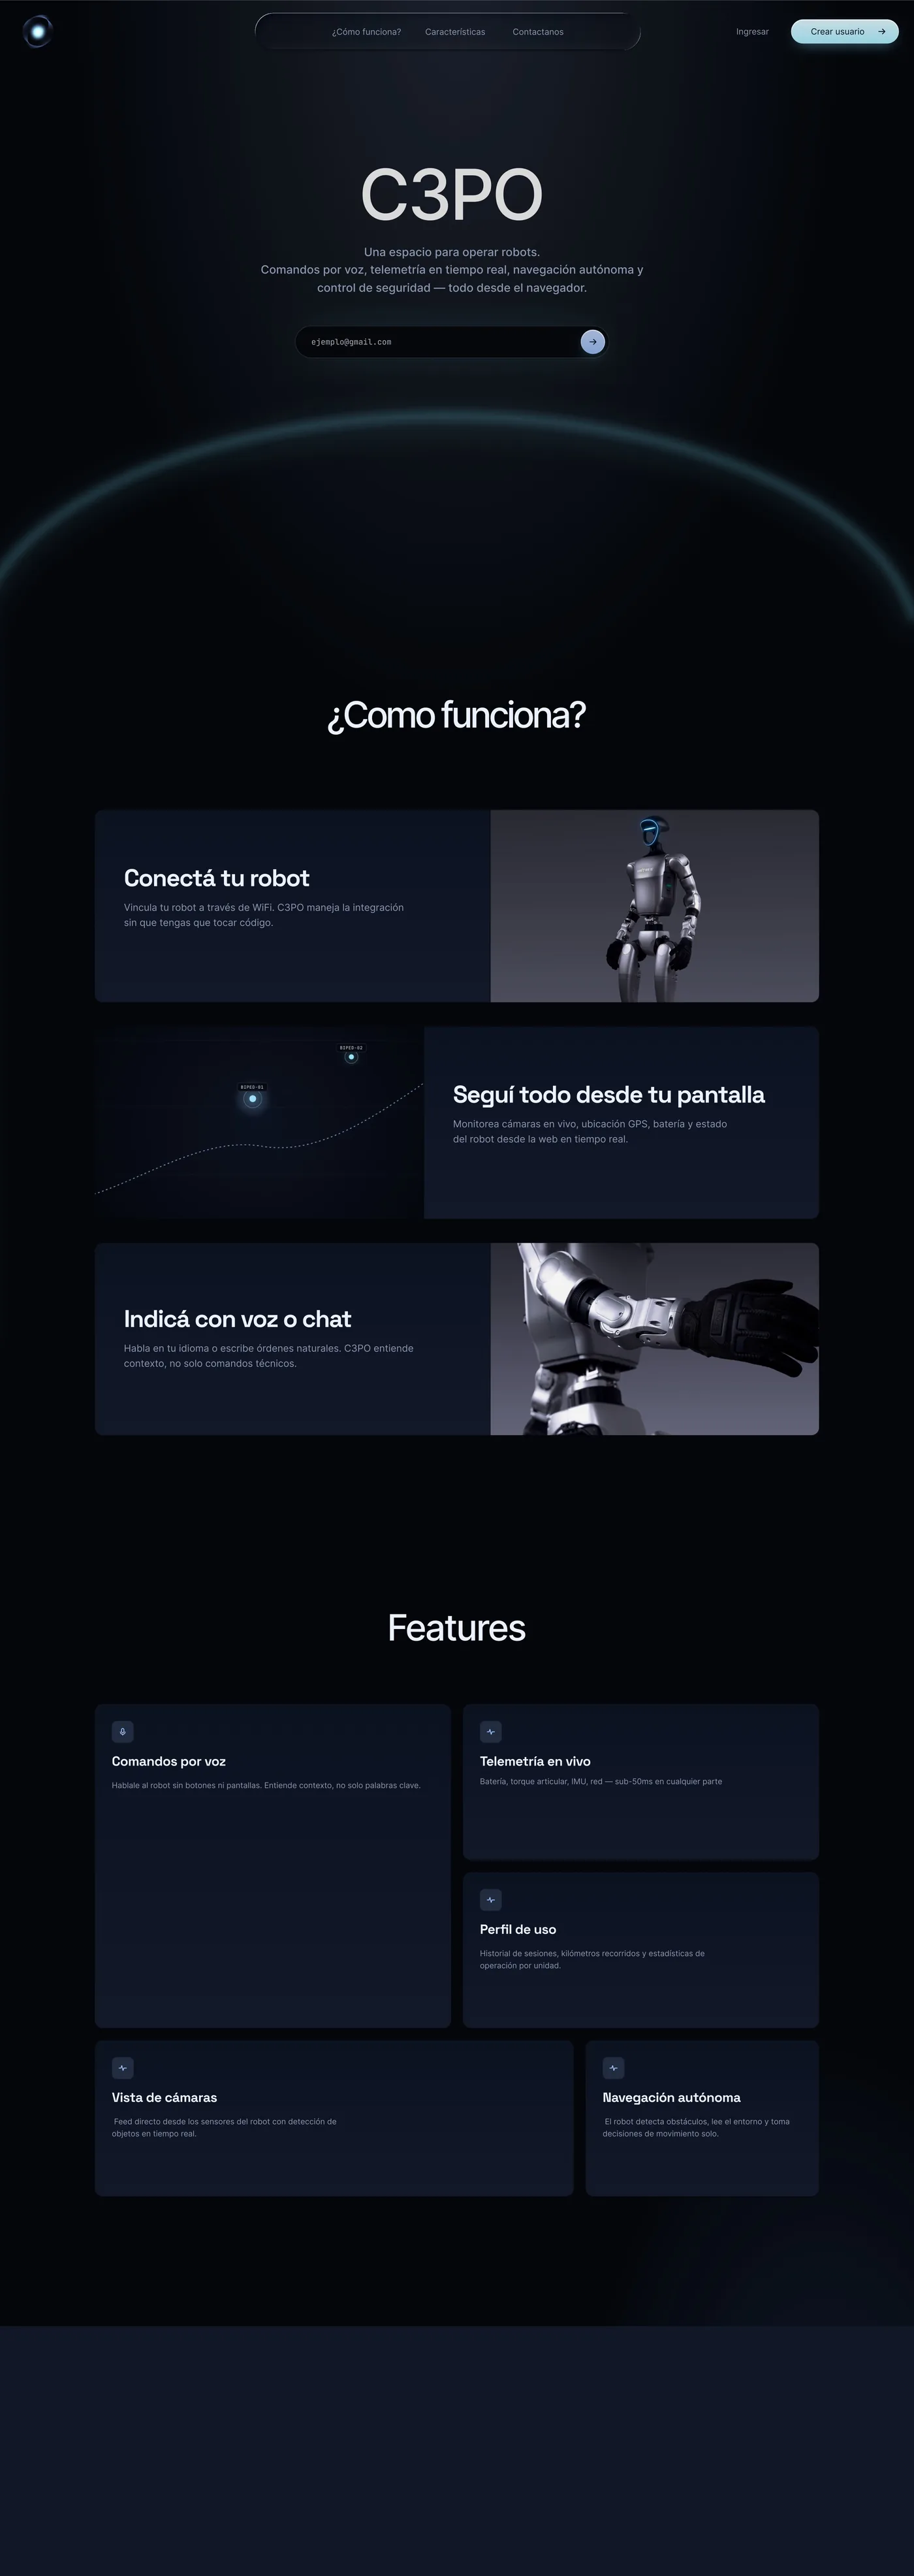 ¿Cómo funciona? Características Contactanos Ingresar Crear usuario
C3PO
Una espacio para operar robots.
Comandos por voz, telemetría en tiempo real, navegación autónoma y
control de seguridad — todo desde el navegador.
ejemplo@gmail.com
¿Como funciona?
Conectá tu robot
Vincula tu robot a través de WiFi. C3PO maneja la integración
sin que tengas que tocar código.
BIPED-02
BIPED-01
Seguí todo desde tu pantalla
Monitorea cámaras en vivo, ubicación GPS, batería y estado
del robot desde la web en tiempo real.
Indicá con voz o chat
Habla en tu idioma o escribe órdenes naturales. C3PO entiende
contexto, no solo comandos técnicos.
Features
Comandos por voz
Hablale al robot sin botones ni pantallas. Entiende contexto, no solo palabras clave.
Telemetría en vivo
Batería, torque articular, IMU, red — sub-50ms en cualquier parte
Perfil de uso
Historial de sesiones, kilómetros recorridos y estadísticas de
operación por unidad.
Vista de cámaras
Feed directo desde los sensores del robot con detección de
objetos en tiempo real.
Navegación autónoma
El robot detecta obstáculos, lee el entorno y toma
decisiones de movimiento solo.